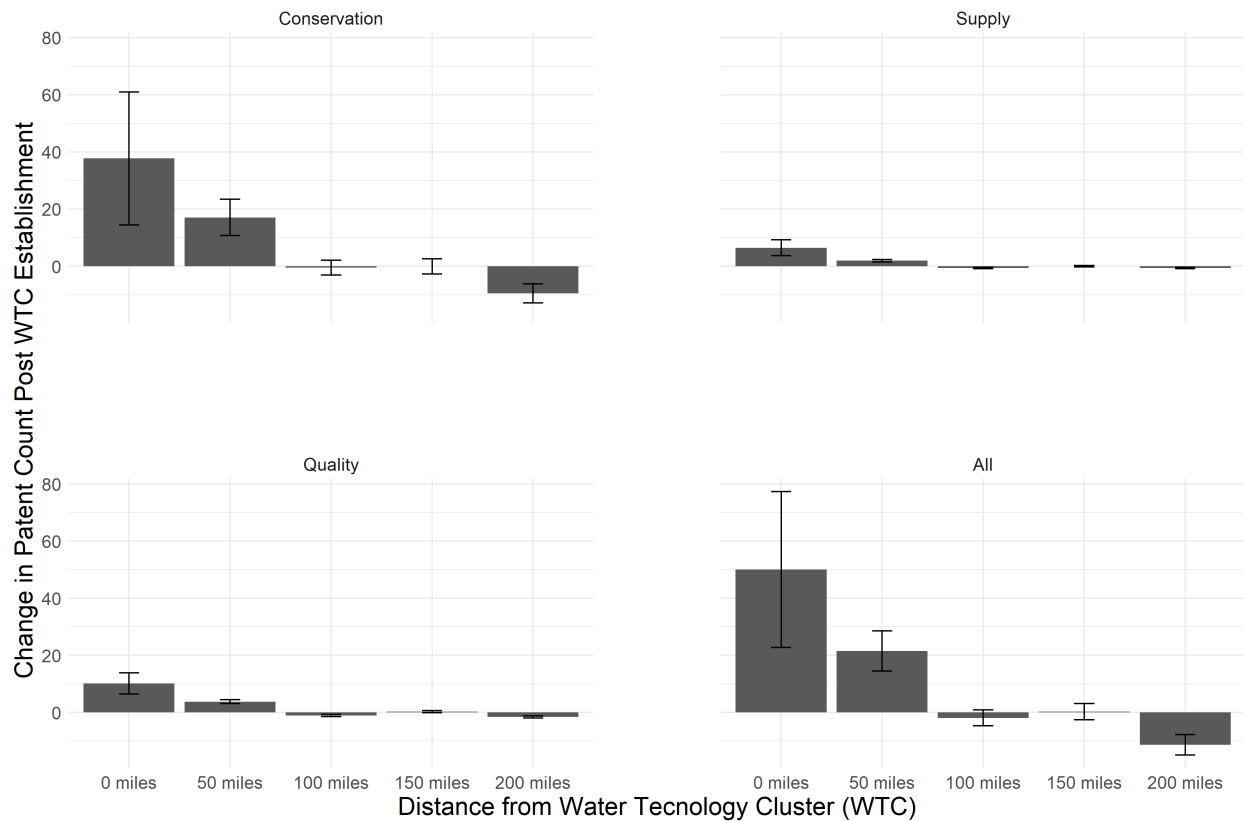 Conservation
Supply
80
60
40
20
0
Change in Patent Count Post WTC Establishment
Quality
All
80
60
40
20
0
0 miles 50 miles 100 miles 150 miles 200 miles
0 miles 50 miles 100 miles 150 miles 200 miles
Distance from Water Tecnology Cluster (WTC)